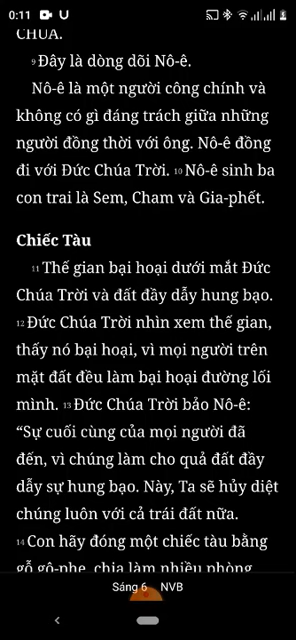 0:11
CHÚA.
9 Đây là dòng dõi Nô-ê.
Nô-ê là một người công chính và
không có gì đáng trách giữa những
người đồng thời với ông. Nô-ê đồng
đi với Đức Chúa Trời. 10 Nô-ê sinh ba
con trai là Sem, Cham và Gia-phết.
Chiếc Tàu
11 Thế gian bại hoại dưới mắt Đức
Chúa Trời và đất đầy dẫy hung bạo.
12 Đức Chúa Trời nhìn xem thế gian,
thấy nó bại hoại, vì mọi người trên
mặt đất đều làm bại hoại đường lối
mình. 13 Đức Chúa Trời bảo Nô-ê:
“Sự cuối cùng của mọi người đã
đến, vì chúng làm cho quả đất đầy
dẫy sự hung bạo. Này, Ta sẽ hủy diệt
chúng luôn với cả trái đất nữa.
14 Con hãy đóng một chiếc tàu bằng
gỗ gô-phe, chia làm nhiều phòng,
Sáng 6 NVB